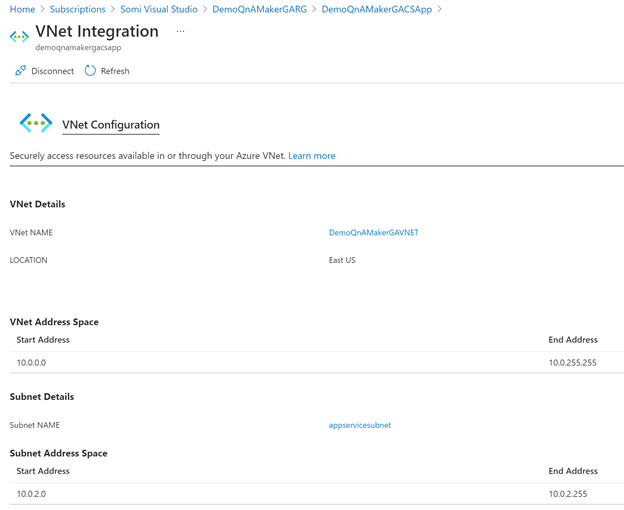 Home > Subscriptions > Somi Visual Studio > DemoQnAMakerGARG > DemoQnAMakerGACSApp >
VNet Integration ...
demoqnamakergacsapp
Disconnect Refresh
VNet Configuration
Securely access resources available in or through your Azure VNet. Learn more
VNet Details
VNet NAME DemoQnAMakerGAVNET
LOCATION East US
VNet Address Space
Start Address End Address
10.0.0.0 10.0.255.255
Subnet Details
Subnet NAME appservicesubnet
Subnet Address Space
Start Address End Address
10.0.2.0 10.0.2.255